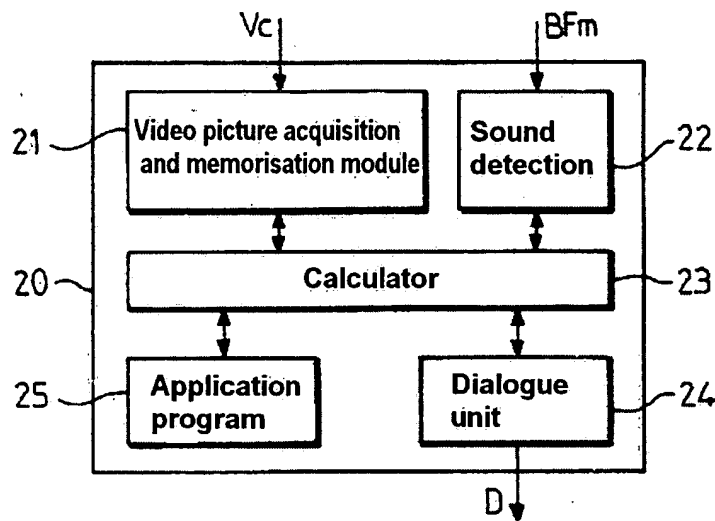 Vc
BFm
21
Video picture acquisition
and memorisation module
Sound
detection
22
20
Calculator
23
25
Application
program
Dialogue
unit
24
D